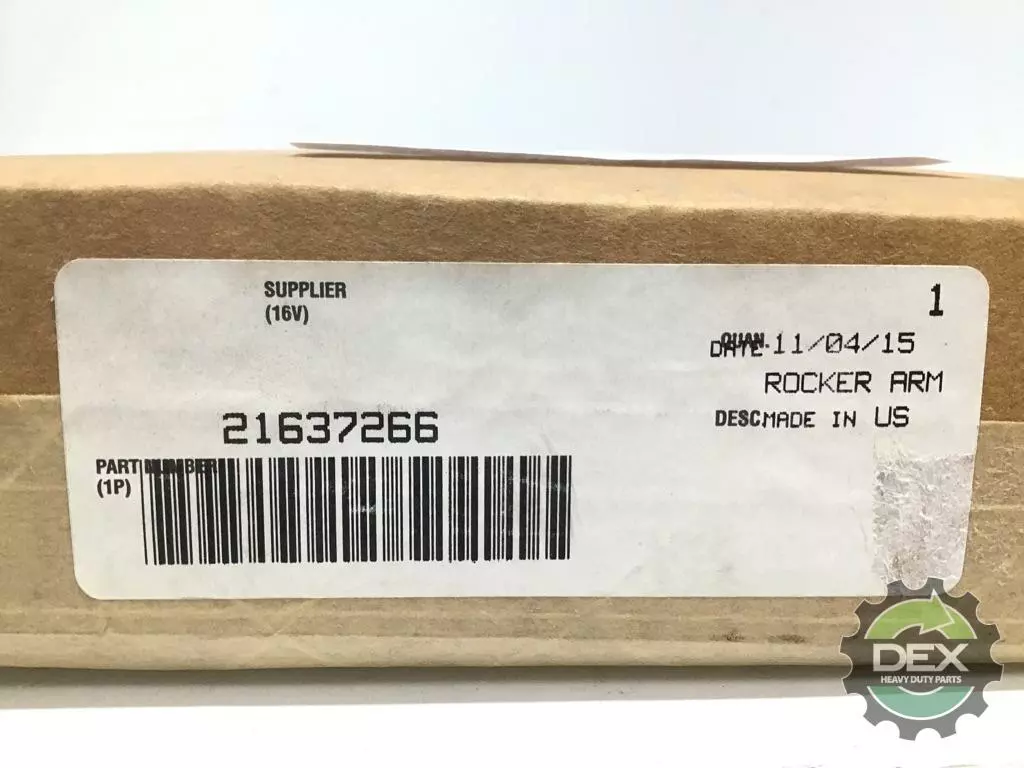 SUPPLIER
(16V)
1
QUAN.
DATE 11/04/15
ROCKER ARM
DESC MADE IN US
21637266
PART NUMBER
(1P)
DEX
HEAVY DUTY PARTS